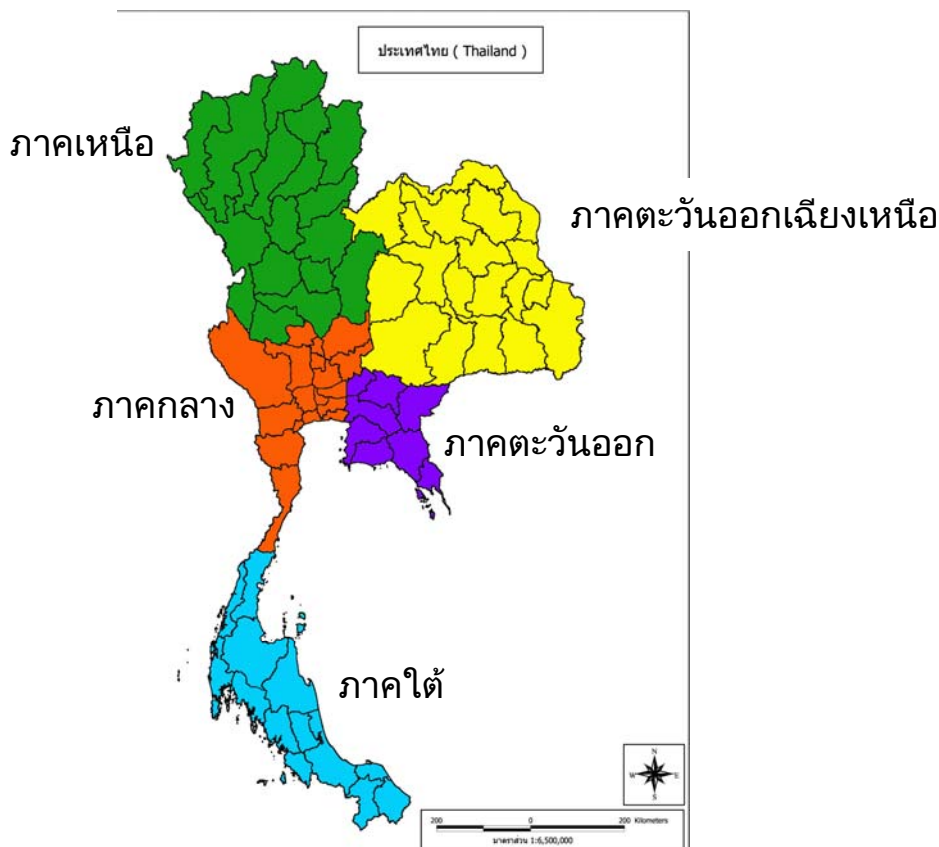 ประเทศไทย ( Thailand )
ภาคเหนือ
ภาคตะวันออกเฉียงเหนือ
ภาคกลาง
ภาคตะวันออก
ภาคใต้
N
W E
S
200 0 200 Kilometers
มาตราส่วน 1:6,500,000